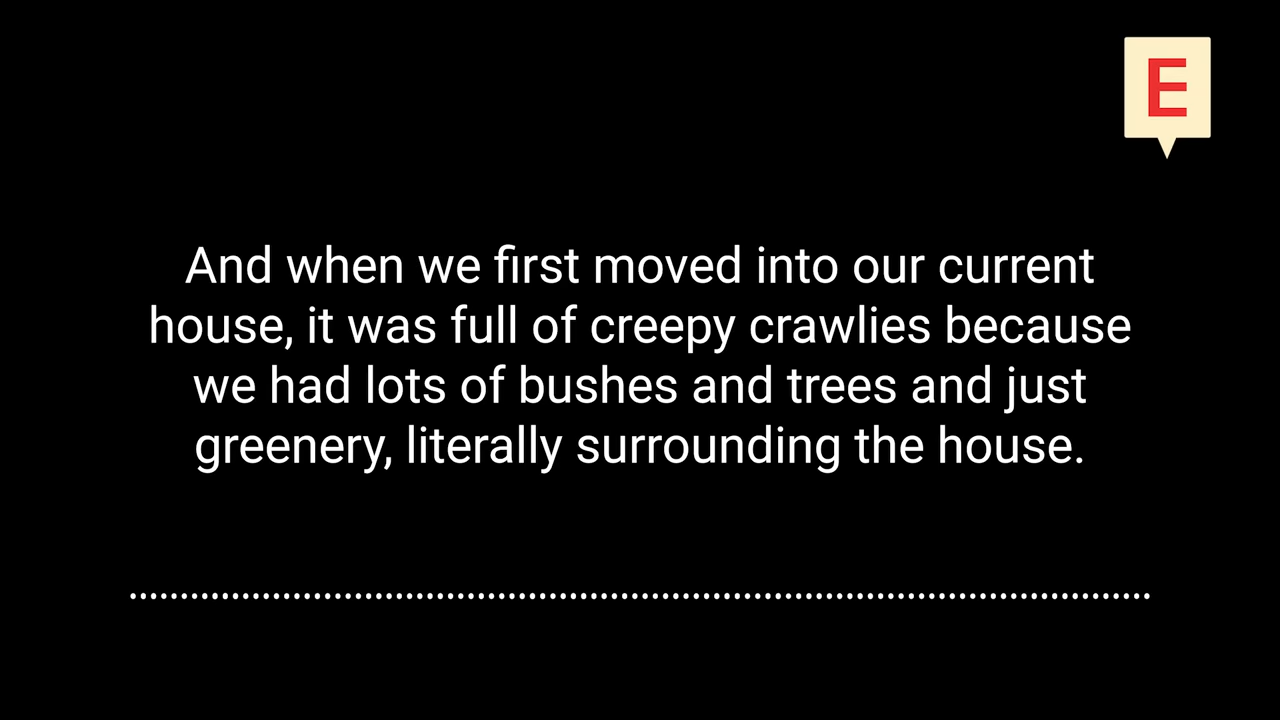 E
And when we first moved into our current
house, it was full of creepy crawlies because
we had lots of bushes and trees and just
greenery, literally surrounding the house.